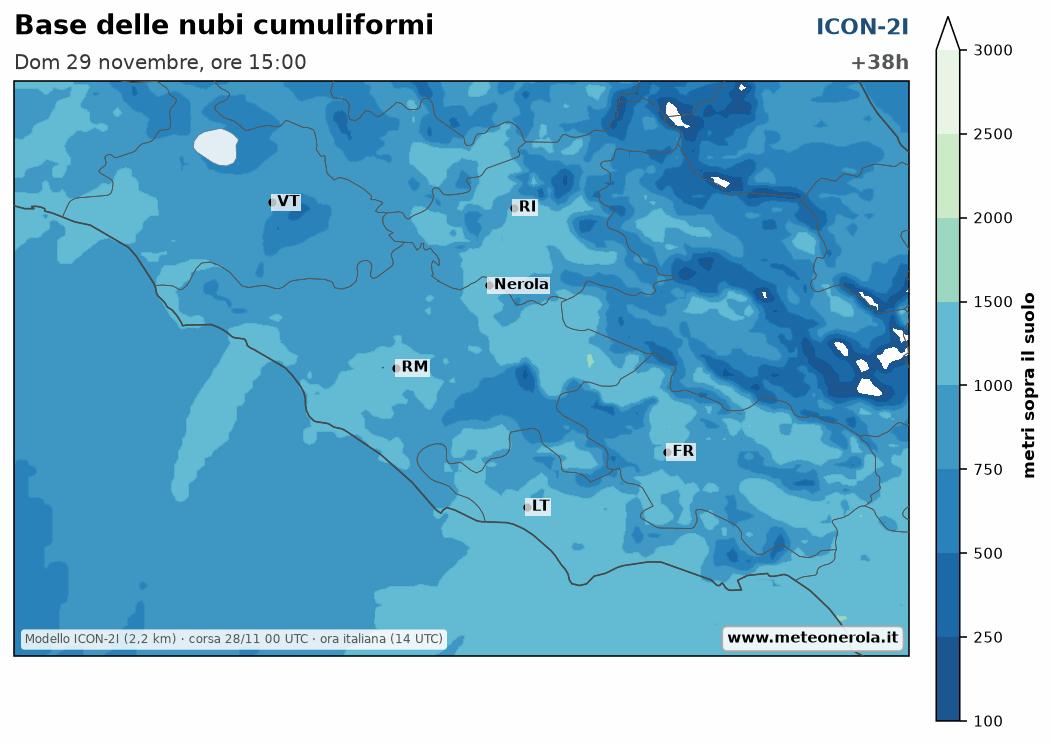 Base delle nubi cumuliformi
ICON-2I
Dom 29 novembre, ore 15:00
+38h
3000
2500
2000
1500
1000
750
500
250
100
metri sopra il suolo
VT
RI
Nerola
RM
FR
LT
Modello ICON-2I (2,2 km) · corsa 28/11 00 UTC · ora italiana (14 UTC)
www.meteonerola.it